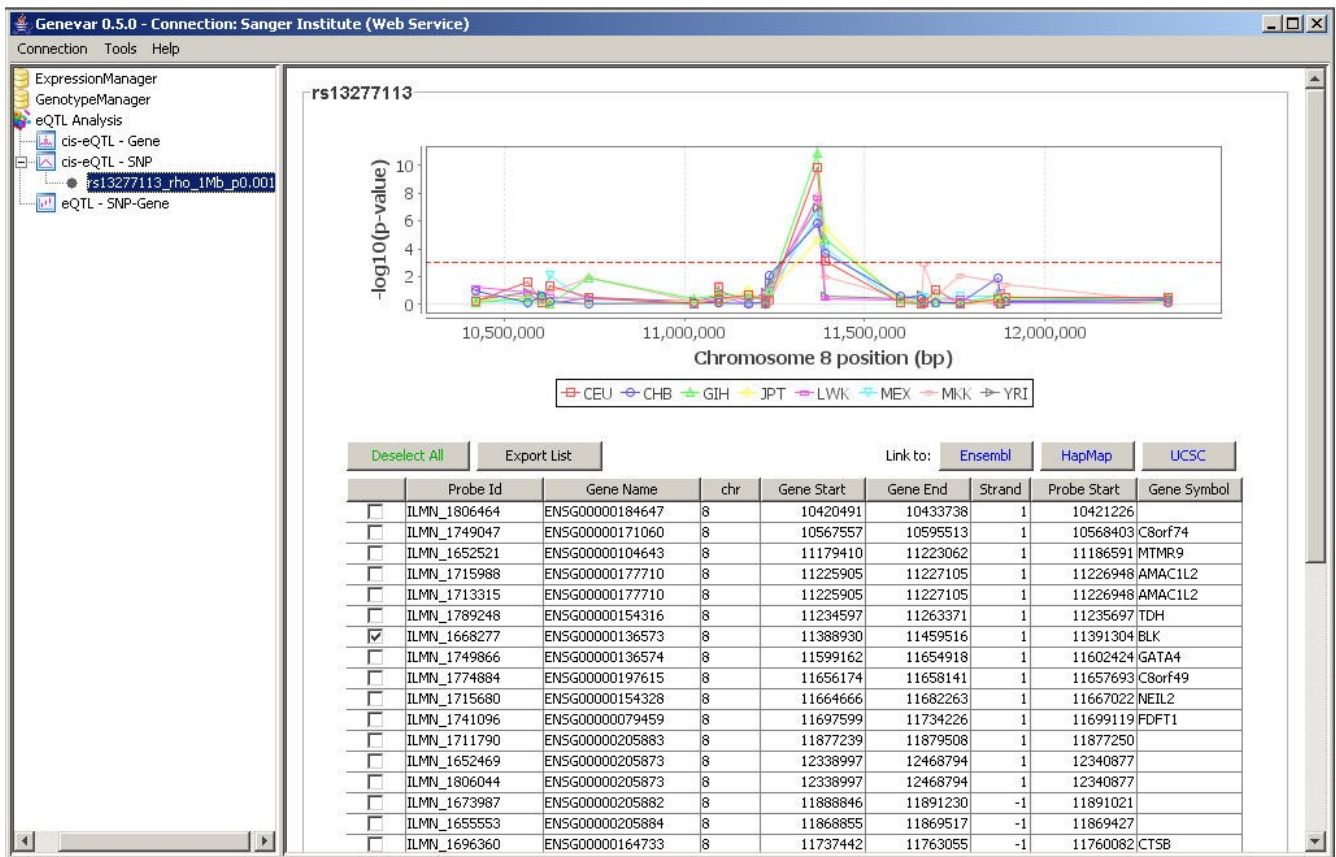 Genevar 0.5.0 - Connection: Sanger Institute (Web Service)
Connection Tools Help
ExpressionManager
GenotypeManager
eQTL Analysis
cis-eQTL - Gene
cis-eQTL - SNP
rs13277113_rho_1Mb_p0.001
eQTL - SNP-Gene
rs13277113
-log10(p-value)
10
8
6
4
2
0
10,500,000 11,000,000 11,500,000 12,000,000
Chromosome 8 position (bp)
CEU CHB GIH JPT LWK MEX MKK YRI
Deselect All Export List Link to: Ensembl HapMap UCSC
Probe Id Gene Name chr Gene Start Gene End Strand Probe Start Gene Symbol
ILMN_1806464 ENSG00000184647 8 10420491 10433738 1 10421226
ILMN_1749047 ENSG00000171060 8 10567557 10595513 1 10568403 C8orf74
ILMN_1652521 ENSG00000104643 8 11179410 11223062 1 11186591 MTMR9
ILMN_1715988 ENSG00000177710 8 11225905 11227105 1 11226948 AMAC1L2
ILMN_1713315 ENSG00000177710 8 11225905 11227105 1 11226948 AMAC1L2
ILMN_1789248 ENSG00000154316 8 11234597 11263371 1 11235697 TDH
ILMN_1668277 ENSG00000136573 8 11388930 11459516 1 11391304 BLK
ILMN_1749866 ENSG00000136574 8 11599162 11654918 1 11602424 GATA4
ILMN_1774884 ENSG00000197615 8 11656174 11658141 1 11657693 C8orf49
ILMN_1715680 ENSG00000154328 8 11664666 11682263 1 11667022 NEIL2
ILMN_1741096 ENSG00000079459 8 11697599 11734226 1 11699119 FDFT1
ILMN_1711790 ENSG00000205883 8 11877239 11879508 1 11877250
ILMN_1652469 ENSG00000205873 8 12338997 12468794 1 12340877
ILMN_1806044 ENSG00000205873 8 12338997 12468794 1 12340877
ILMN_1673987 ENSG00000205882 8 11888846 11891230 -1 11891021
ILMN_1655553 ENSG00000205884 8 11868855 11869517 -1 11869427
ILMN_1696360 ENSG00000164733 8 11737442 11763055 -1 11760082 CTSB